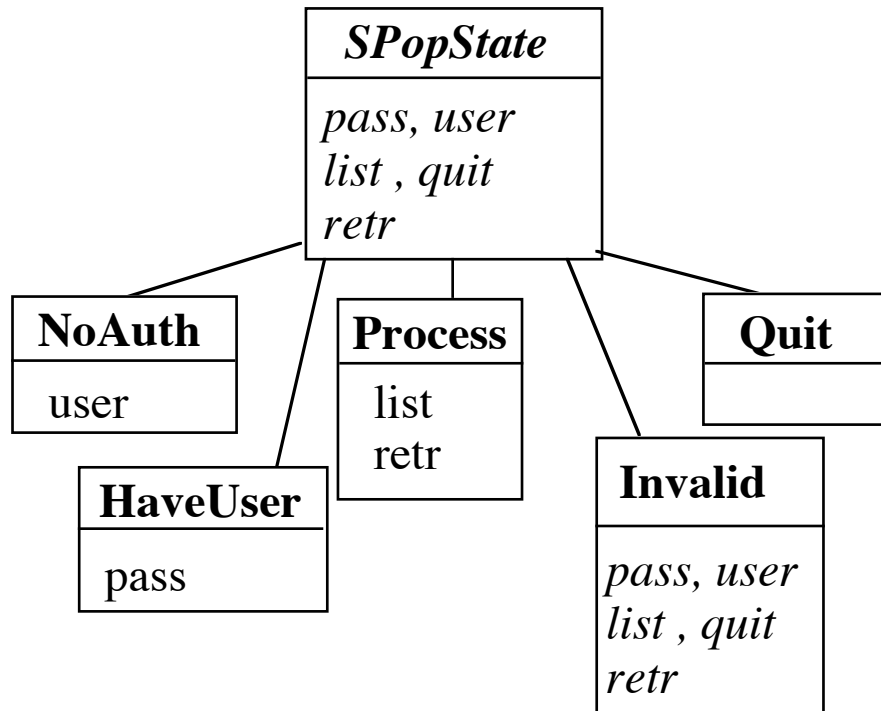 SPopState
pass, user
list , quit
retr
NoAuth
user
HaveUser
pass
Process
list
retr
Invalid
pass, user
list , quit
retr
Quit